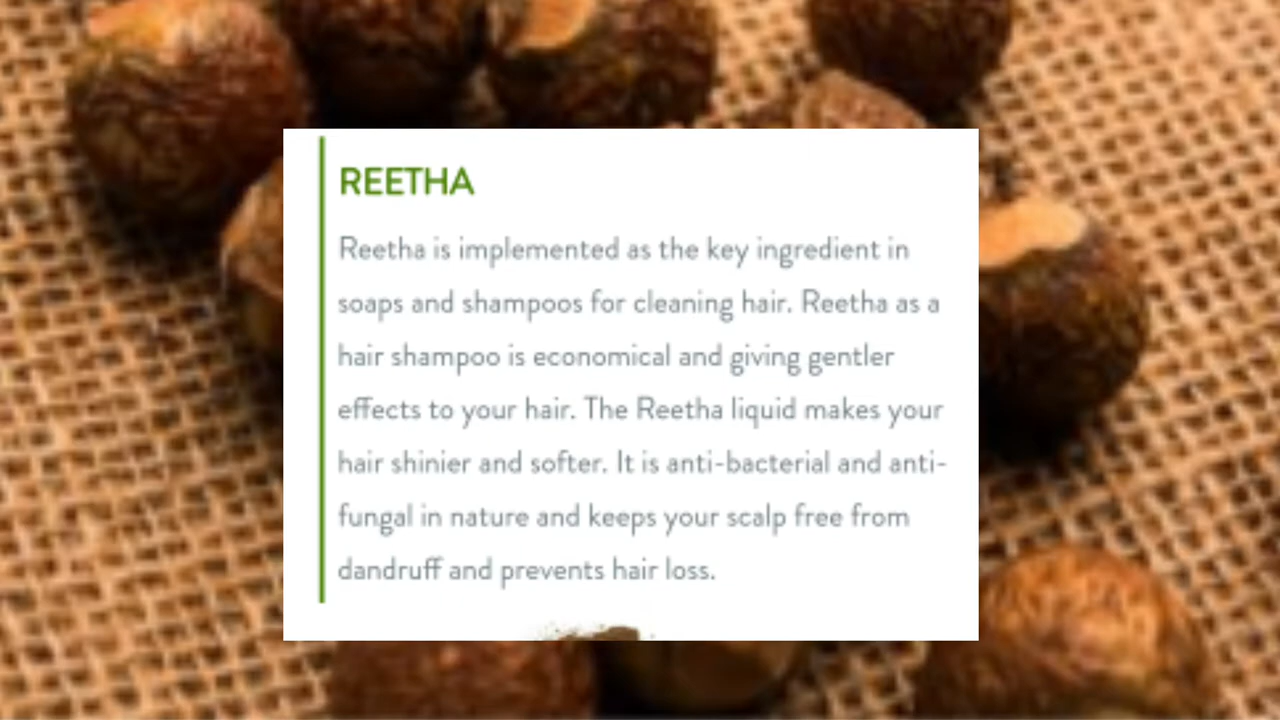 REETHA
Reetha is implemented as the key ingredient in
soaps and shampoos for cleaning hair. Reetha as a
hair shampoo is economical and giving gentler
effects to your hair. The Reetha liquid makes your
hair shinier and softer. It is anti-bacterial and anti-
fungal in nature and keeps your scalp free from
dandruff and prevents hair loss.